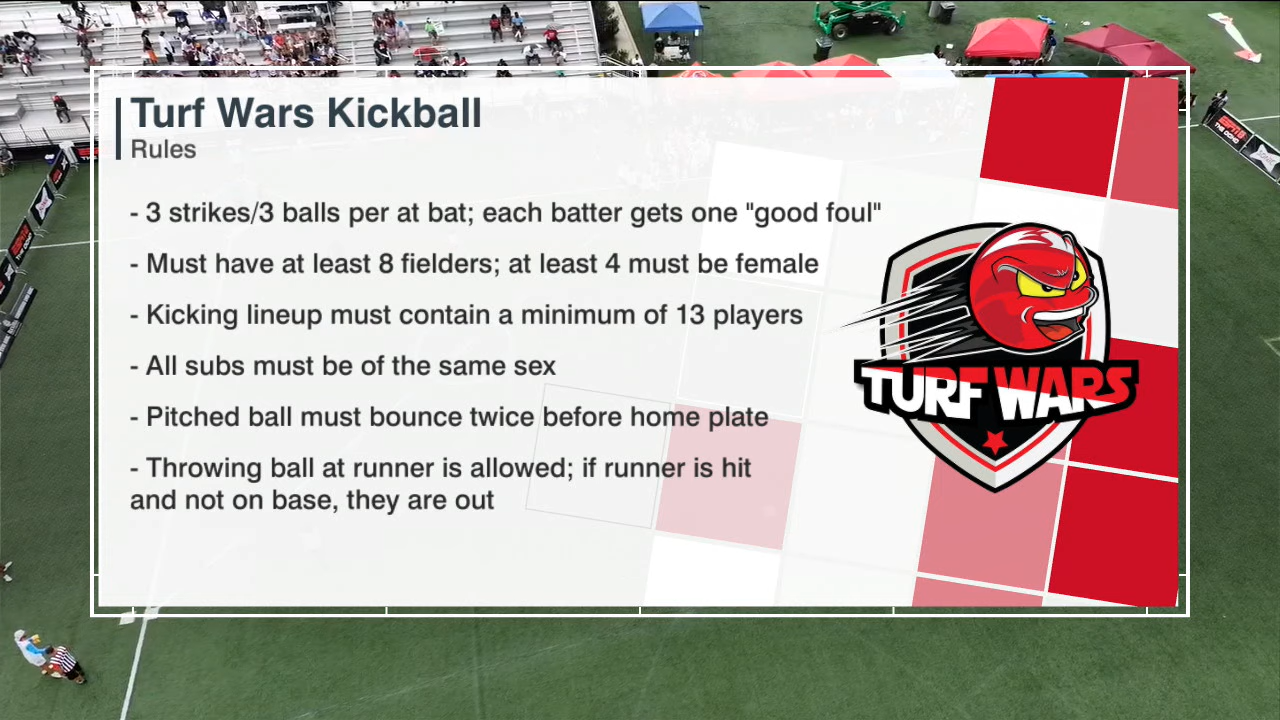 Turf Wars Kickball
Rules
- 3 strikes/3 balls per at bat; each batter gets one "good foul"
- Must have at least 8 fielders; at least 4 must be female
- Kicking lineup must contain a minimum of 13 players
- All subs must be of the same sex
- Pitched ball must bounce twice before home plate
- Throwing ball at runner is allowed; if runner is hit
and not on base, they are out
TURF WARS
ESPN8
THE OCHO